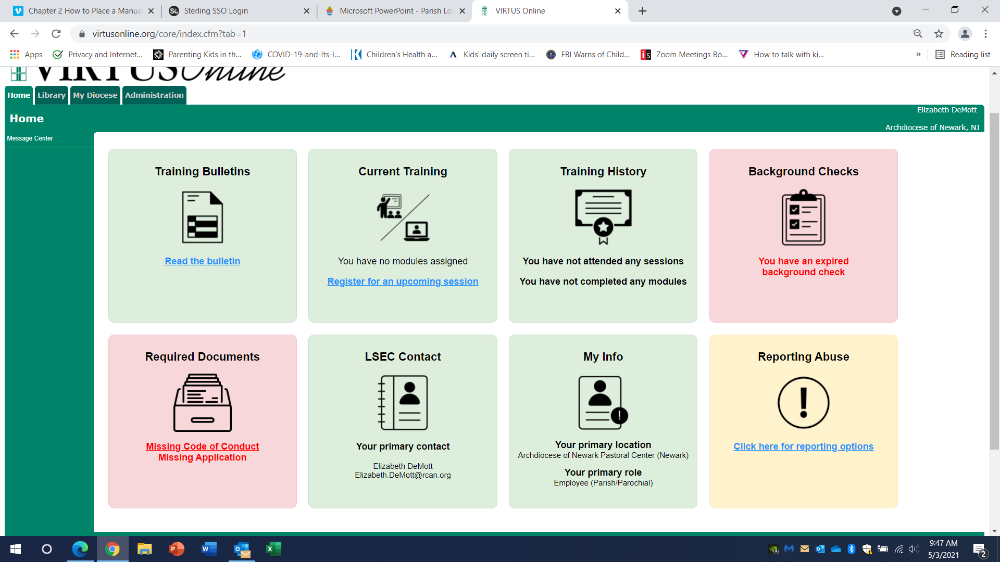 Chapter 2 How to Place a Manua
Sterling SSO Login
Microsoft PowerPoint - Parish Lo
VIRTUS Online
virtusonline.org/core/index.cfm?tab=1
Apps
Privacy and Internet...
Parenting Kids in th...
COVID-19-and-Its-I...
Children's Health a...
Kids' daily screen ti...
FBI Warns of Child...
Zoom Meetings Bo...
How to talk with ki...
»
Reading list
VIRTUS Online
Home
Library
My Diocese
Administration
Elizabeth DeMott
Home
Archdiocese of Newark, NJ
Message Center
Training Bulletins
Read the bulletin
Current Training
You have no modules assigned
Register for an upcoming session
Training History
You have not attended any sessions
You have not completed any modules
Background Checks
You have an expired
background check
Required Documents
Missing Code of Conduct
Missing Application
LSEC Contact
Your primary contact
Elizabeth DeMott
Elizabeth.DeMott@rcan.org
My Info
Your primary location
Archdiocese of Newark Pastoral Center (Newark)
Your primary role
Employee (Parish/Parochial)
Reporting Abuse
Click here for reporting options
9:47 AM
5/3/2021
2